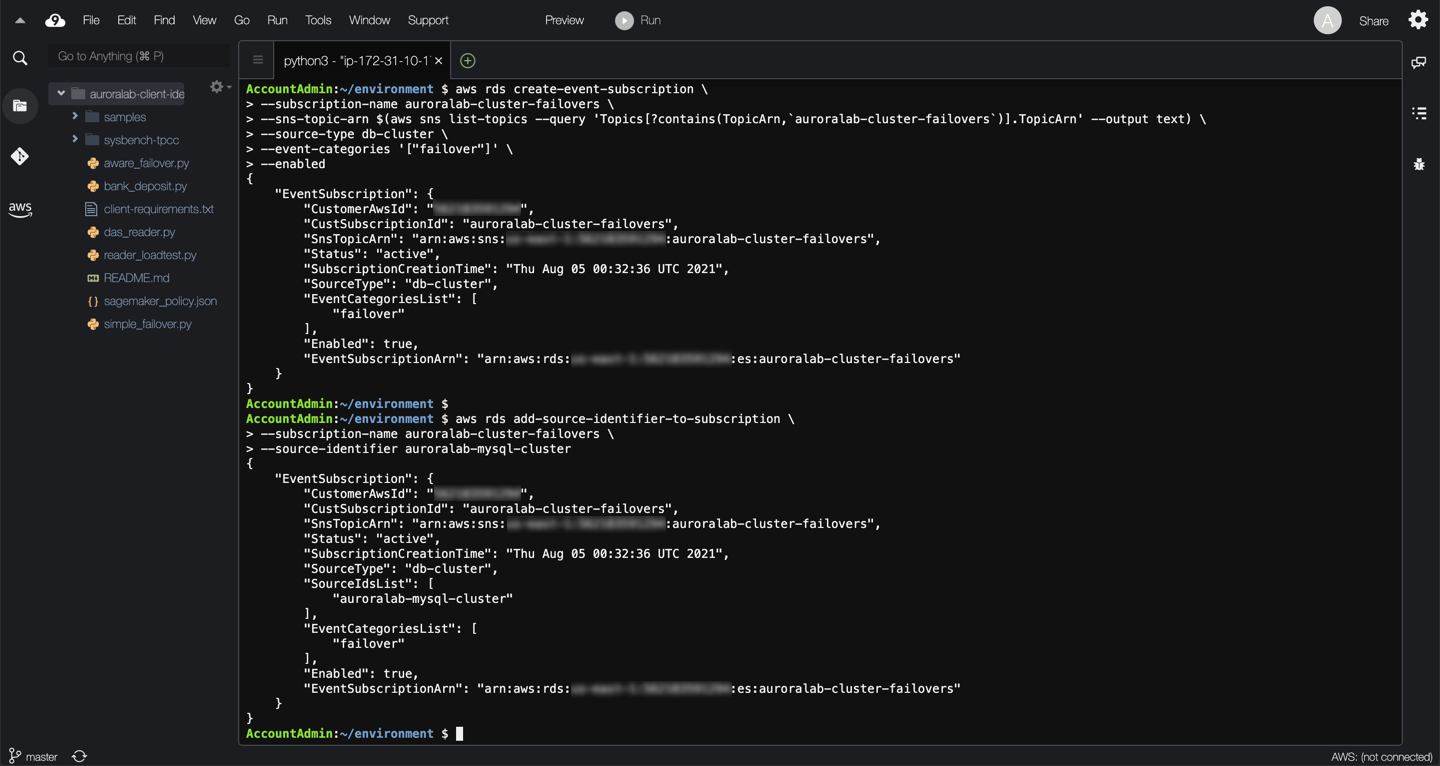 9 File Edit Find View Go Run Tools Window Support Preview Run A Share
Go to Anything (⌘ P)
python3 - "ip-172-31-10-1 ×
auroralab-client-ide
samples
sysbench-tpcc
aware_failover.py
bank_deposit.py
client-requirements.txt
das_reader.py
reader_loadtest.py
README.md
{} sagemaker_policy.json
simple_failover.py
aws
AccountAdmin:~/environment $ aws rds create-event-subscription \
> --subscription-name auroralab-cluster-failovers \
> --sns-topic-arn $(aws sns list-topics --query 'Topics[?contains(TopicArn,`auroralab-cluster-failovers`)].TopicArn' --output text) \
> --source-type db-cluster \
> --event-categories '["failover"]' \
> --enabled
{
"EventSubscription": {
"CustomerAwsId": "",
"CustSubscriptionId": "auroralab-cluster-failovers",
"SnsTopicArn": "arn:aws:sns::auroralab-cluster-failovers",
"Status": "active",
"SubscriptionCreationTime": "Thu Aug 05 00:32:36 UTC 2021",
"SourceType": "db-cluster",
"EventCategoriesList": [
"failover"
],
"Enabled": true,
"EventSubscriptionArn": "arn:aws:rds::es:auroralab-cluster-failovers"
}
}
AccountAdmin:~/environment $
AccountAdmin:~/environment $ aws rds add-source-identifier-to-subscription \
> --subscription-name auroralab-cluster-failovers \
> --source-identifier auroralab-mysql-cluster
{
"EventSubscription": {
"CustomerAwsId": "",
"CustSubscriptionId": "auroralab-cluster-failovers",
"SnsTopicArn": "arn:aws:sns::auroralab-cluster-failovers",
"Status": "active",
"SubscriptionCreationTime": "Thu Aug 05 00:32:36 UTC 2021",
"SourceType": "db-cluster",
"SourceIdsList": [
"auroralab-mysql-cluster"
],
"EventCategoriesList": [
"failover"
],
"Enabled": true,
"EventSubscriptionArn": "arn:aws:rds::es:auroralab-cluster-failovers"
}
}
AccountAdmin:~/environment $
master
AWS: (not connected)